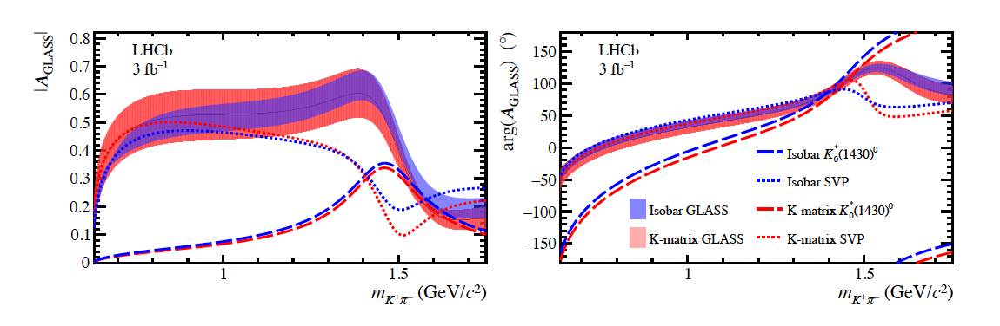 |A_GLASS|
0.8
0.7
0.6
0.5
0.4
0.3
0.2
0.1
0
LHCb
3 fb⁻¹
1
1.5
m_K⁺π⁻ (GeV/c²)
arg(A_GLASS) (°)
150
100
50
0
−50
−100
−150
LHCb
3 fb⁻¹
Isobar K₀*(1430)⁰
Isobar SVP
Isobar GLASS
K-matrix K₀*(1430)⁰
K-matrix GLASS
K-matrix SVP
1
1.5
m_K⁺π⁻ (GeV/c²)